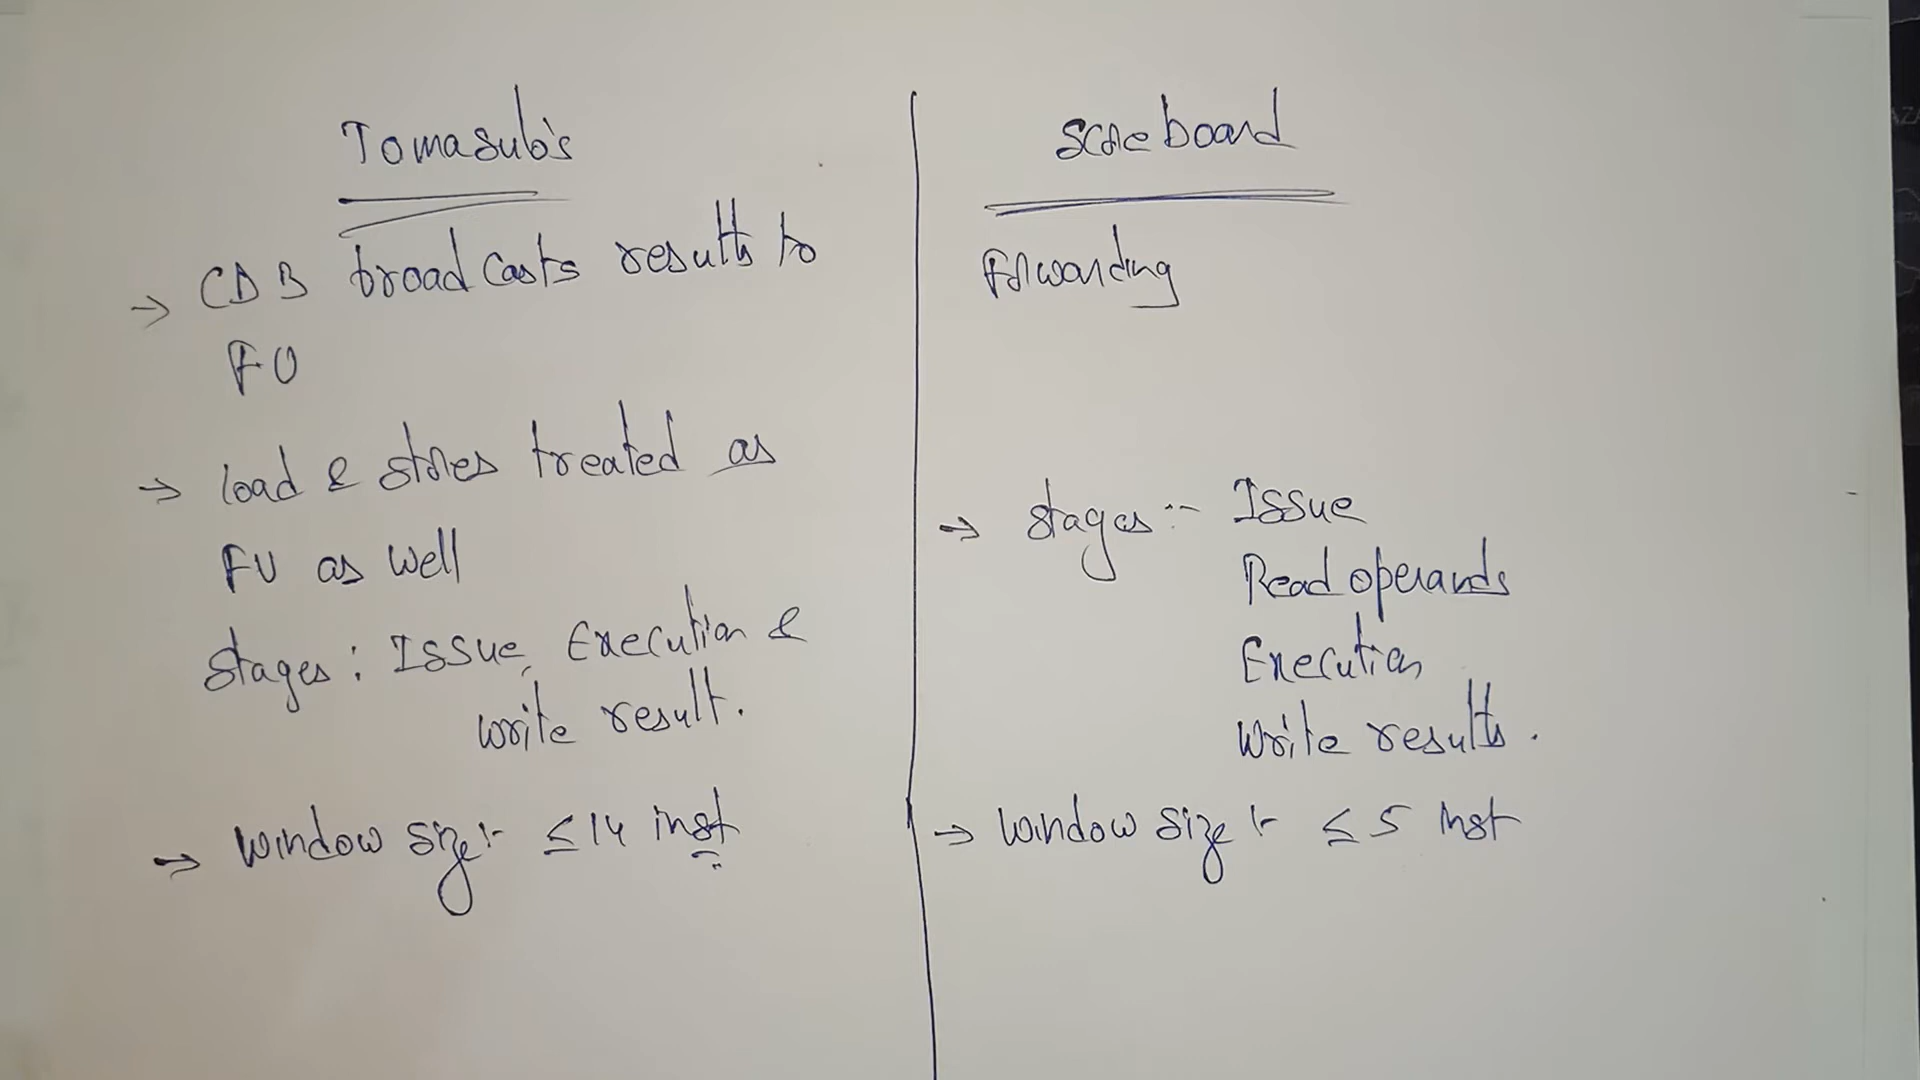 Tomasulo's
→ CDB broadcasts results to
FU
→ load & stores treated as
FU as well
stages : Issue, Execution &
write result.
→ window size :- ≤ 14 inst
Scoreboard
Forwarding
→ stages :- Issue
Read operands
Execution
Write results.
→ window size :- ≤ 5 inst